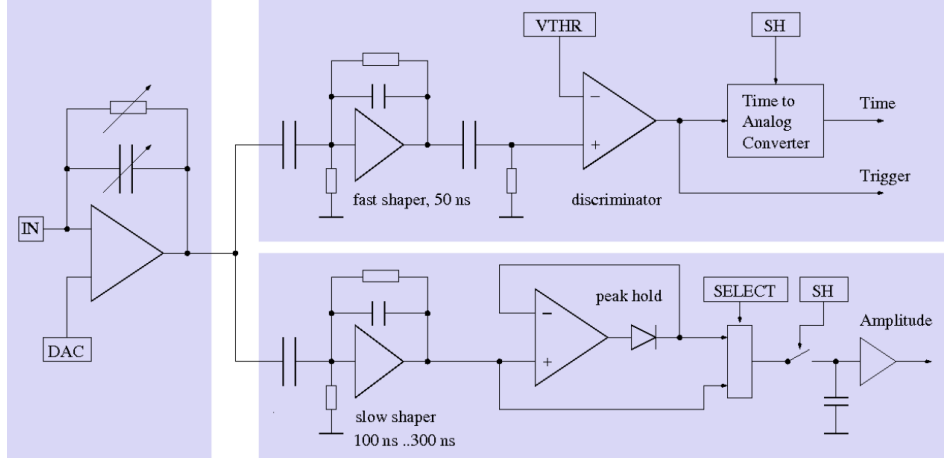 VTHR
SH
Time to
Analog
Converter
Time
−
+
Trigger
fast shaper, 50 ns
discriminator
IN
DAC
peak hold
SELECT
SH
Amplitude
−
+
slow shaper
100 ns ..300 ns